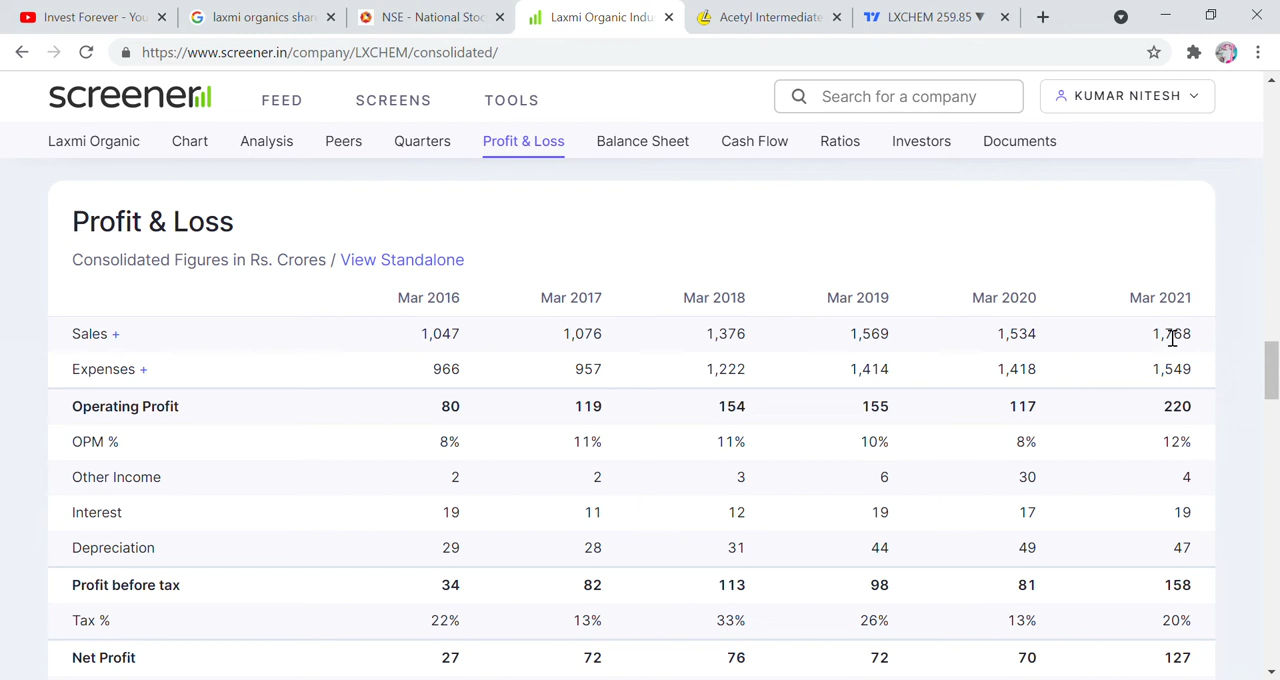 Invest Forever - You
laxmi organics share
NSE - National Stoc
Laxmi Organic Indu
Acetyl Intermediate
LXCHEM 259.85 ▼
https://www.screener.in/company/LXCHEM/consolidated/
screener
FEED
SCREENS
TOOLS
Search for a company
KUMAR NITESH
Laxmi Organic Chart Analysis Peers Quarters Profit & Loss Balance Sheet Cash Flow Ratios Investors Documents
Profit & Loss
Consolidated Figures in Rs. Crores / View Standalone
Mar 2016 Mar 2017 Mar 2018 Mar 2019 Mar 2020 Mar 2021
Sales + 1,047 1,076 1,376 1,569 1,534 1,768
Expenses + 966 957 1,222 1,414 1,418 1,549
Operating Profit 80 119 154 155 117 220
OPM % 8% 11% 11% 10% 8% 12%
Other Income 2 2 3 6 30 4
Interest 19 11 12 19 17 19
Depreciation 29 28 31 44 49 47
Profit before tax 34 82 113 98 81 158
Tax % 22% 13% 33% 26% 13% 20%
Net Profit 27 72 76 72 70 127